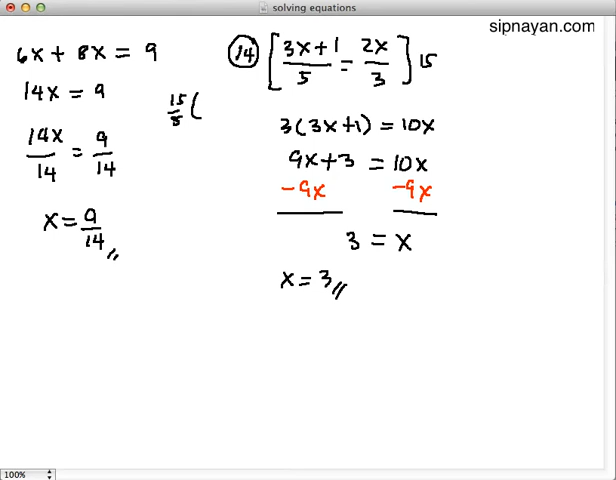 solving equations
sipnayan.com
6x + 8x = 9
14x = 9
14x/14 = 9/14
x = 9/14 //
15/5 (
(14) [ 3x+1/5 = 2x/3 ] 15
3(3x+1) = 10x
9x+3 = 10x
-9x -9x
3 = x
x = 3 //
100%